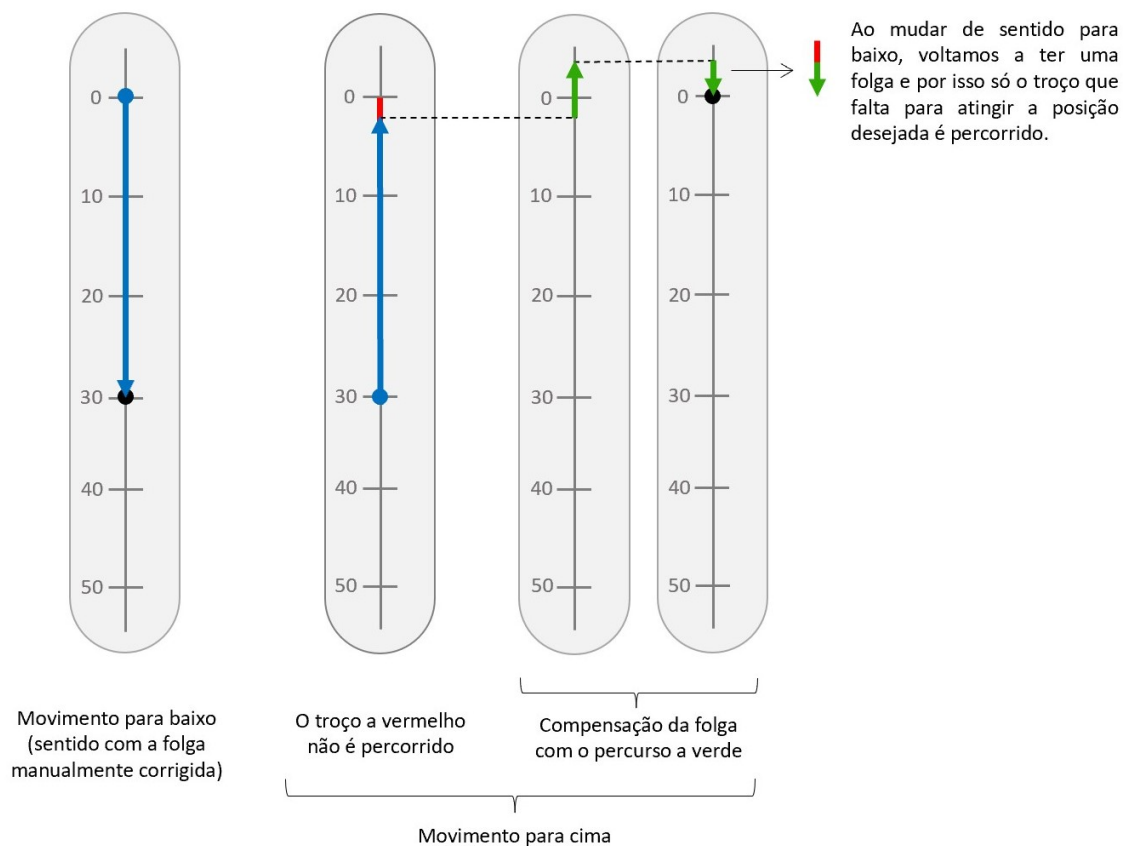 Ao mudar de sentido para
baixo, voltamos a ter uma
folga e por isso só o troço que
falta para atingir a posição
desejada é percorrido.
0
10
20
30
40
50
0
10
20
30
40
50
0
10
20
30
40
50
0
10
20
30
40
50
Movimento para baixo
(sentido com a folga
manualmente corrigida)
O troço a vermelho
não é percorrido
Compensação da folga
com o percurso a verde
Movimento para cima